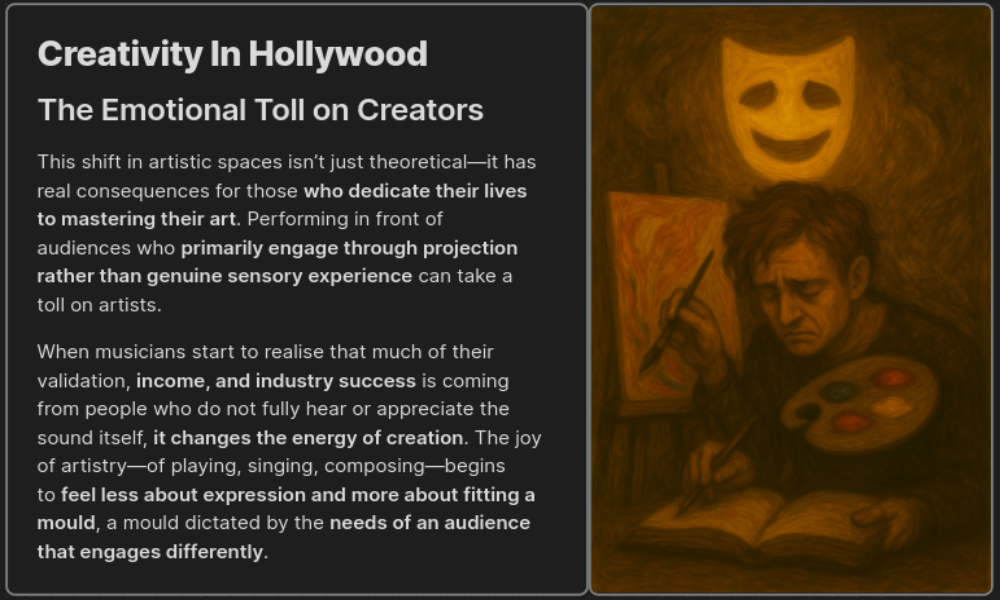 Creativity In Hollywood
The Emotional Toll on Creators
This shift in artistic spaces isn’t just theoretical—it has
real consequences for those who dedicate their lives
to mastering their art. Performing in front of
audiences who primarily engage through projection
rather than genuine sensory experience can take a
toll on artists.
When musicians start to realise that much of their
validation, income, and industry success is coming
from people who do not fully hear or appreciate the
sound itself, it changes the energy of creation. The joy
of artistry—of playing, singing, composing—begins
to feel less about expression and more about fitting a
mould, a mould dictated by the needs of an audience
that engages differently.